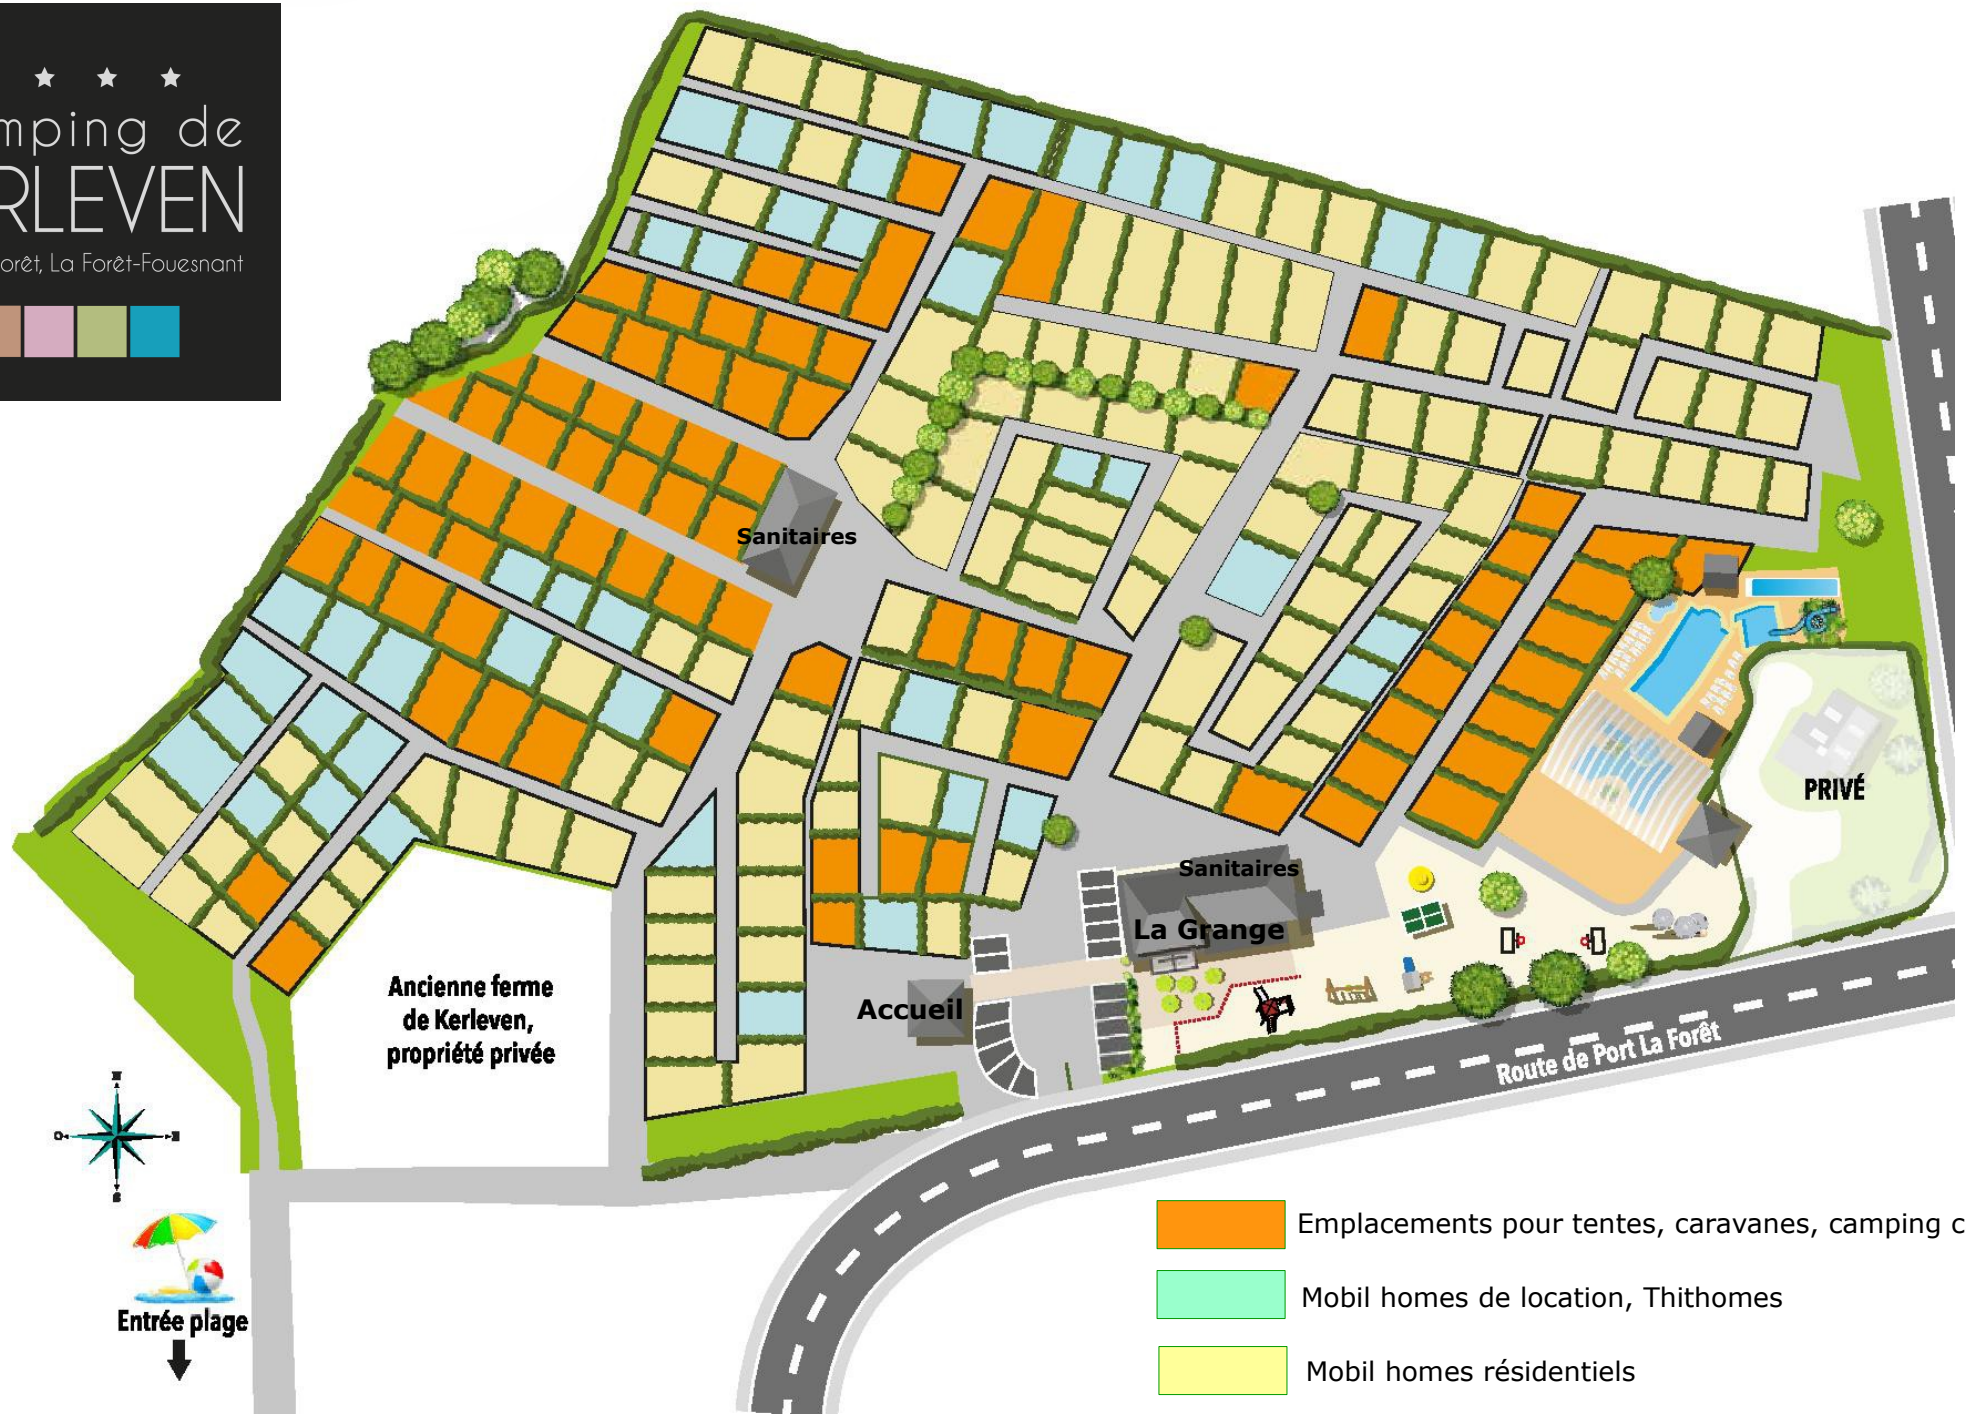 mping de
RLEVEN
orêt, La Forêt-Fouesnant
Sanitaires
PRIVÉ
Sanitaires
La Grange
Accueil
Ancienne ferme
de Kerleven,
propriété privée
Route de Port La Forêt
N
O
E
S
Entrée plage
Emplacements pour tentes, caravanes, camping c
Mobil homes de location, Thithomes
Mobil homes résidentiels